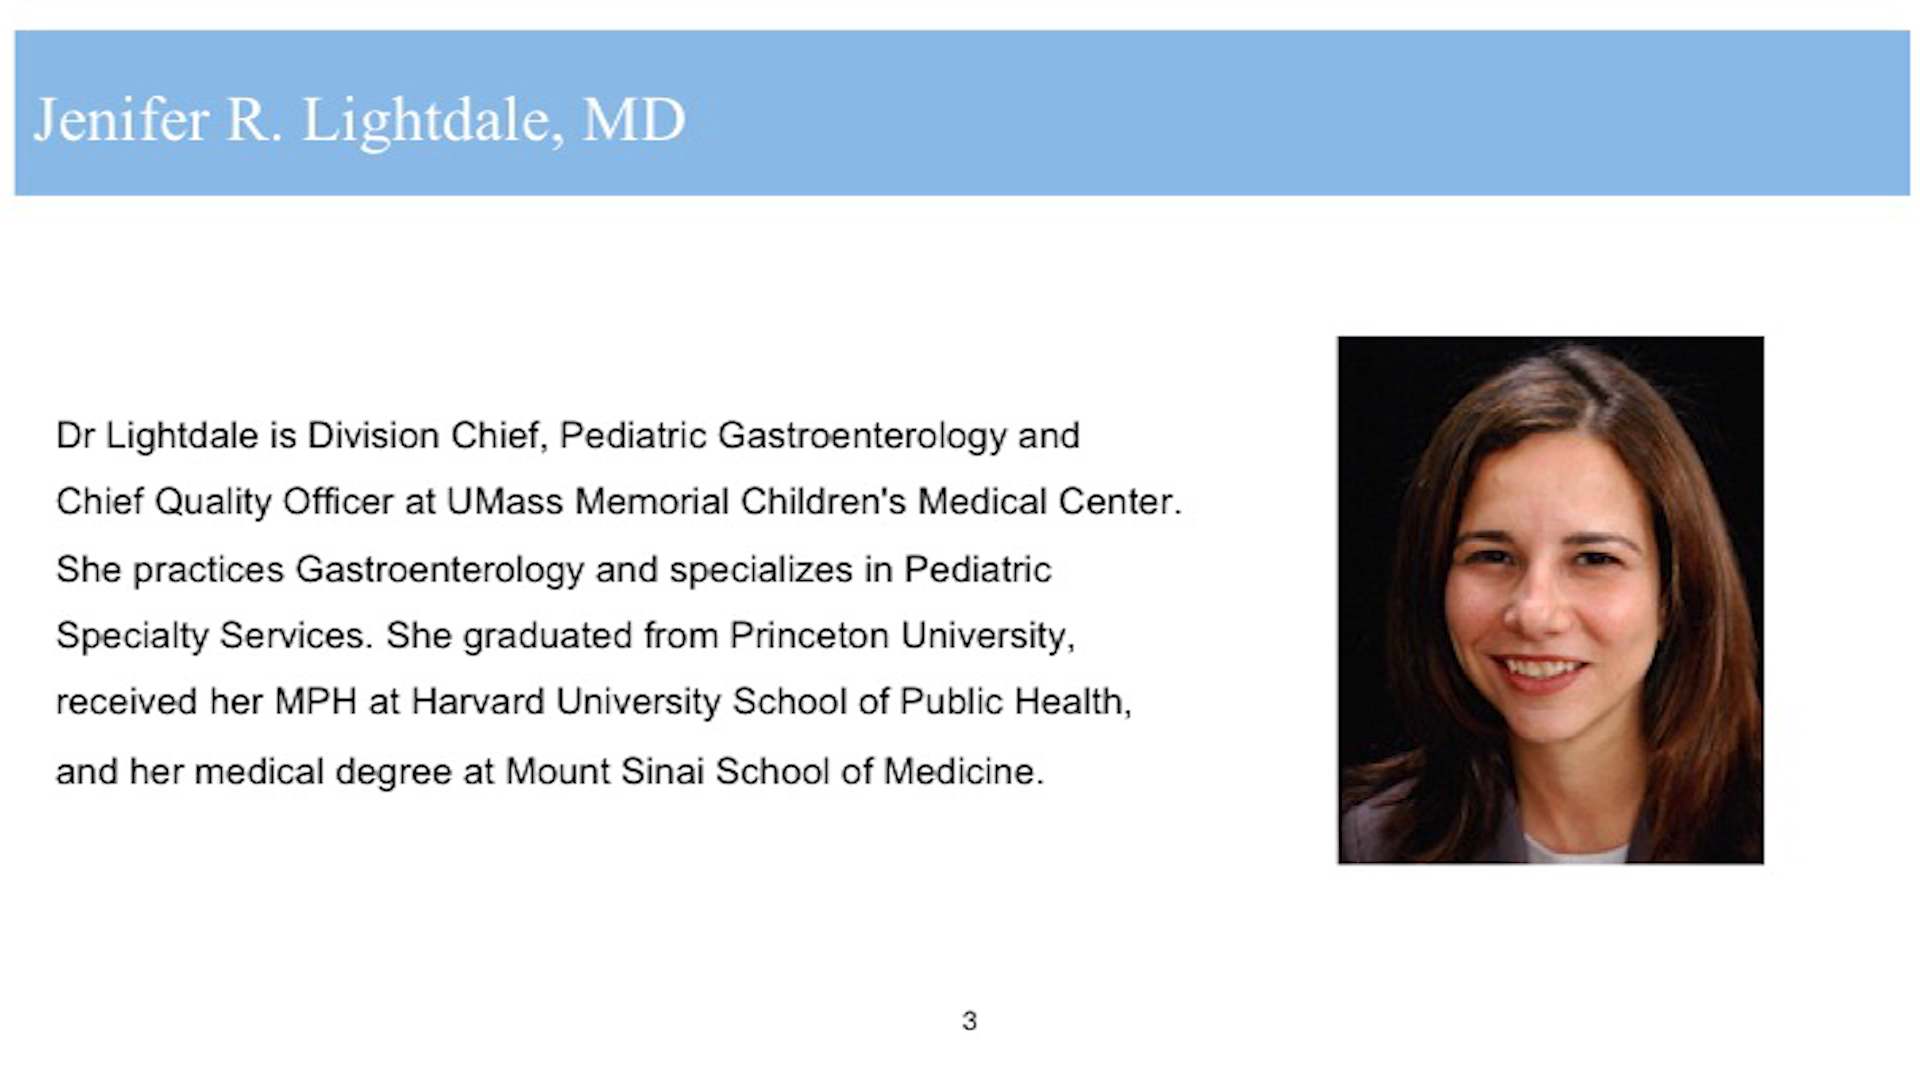 Jenifer R. Lightdale, MD
Dr Lightdale is Division Chief, Pediatric Gastroenterology and
Chief Quality Officer at UMass Memorial Children's Medical Center.
She practices Gastroenterology and specializes in Pediatric
Specialty Services. She graduated from Princeton University,
received her MPH at Harvard University School of Public Health,
and her medical degree at Mount Sinai School of Medicine.
3